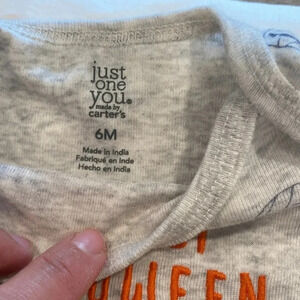 just
one
you®
made by
carter's
6M
Made in India
Fabriqué en Inde
Hecho en India